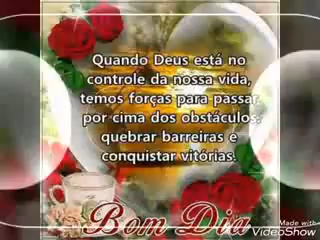 Quando Deus está no
controle da nossa vida,
temos forças para passar
por cima dos obstáculos.
quebrar barreiras e
conquistar vitórias.
Bom Dia
Made with
VideoShow